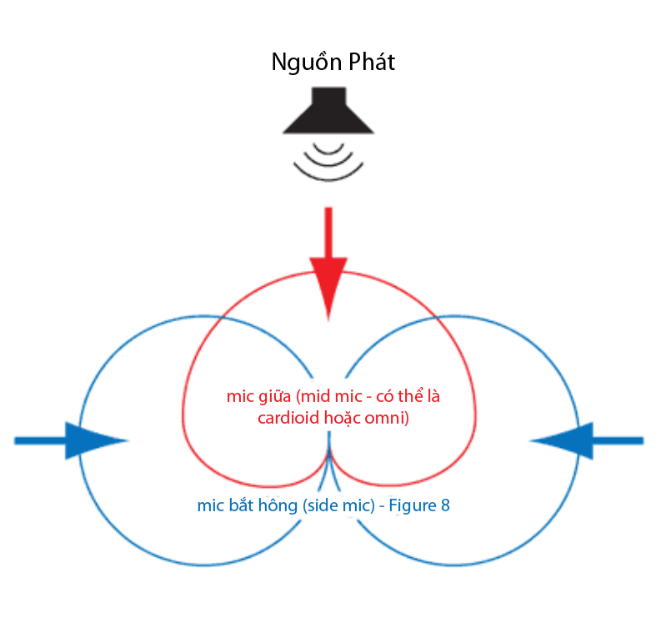 Nguồn Phát
mic giữa (mid mic - có thể là
cardioid hoặc omni)
mic bắt hông (side mic) - Figure 8